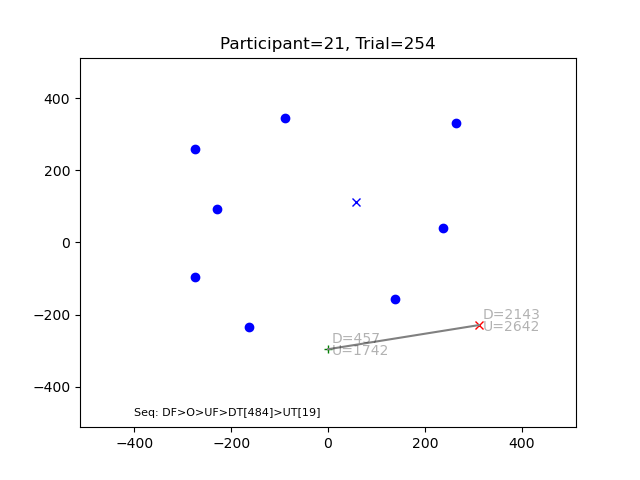 Participant=21, Trial=254
400
200
0
−200
−400
D=2143
U=2642
D=457
U=1742
Seq: DF>O>UF>DT[484]>UT[19]
−400
−200
0
200
400